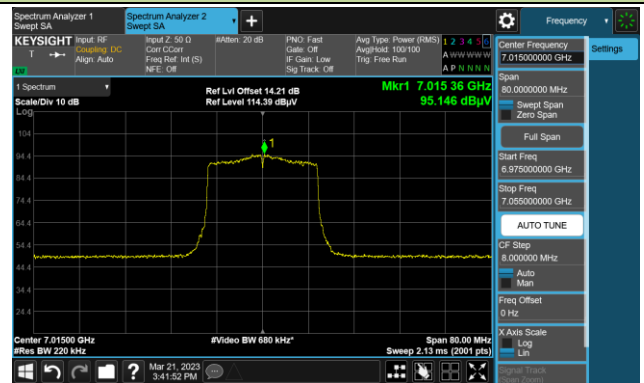 Spectrum Analyzer 1
Swept SA
Spectrum Analyzer 2
Swept SA
Frequency
KEYSIGHT
T
LW
Input: RF
Coupling: DC
Align: Auto
Input Z: 50 Ω
Corr CCorr
Freq Ref: Int (S)
NFE: Off
#Atten: 20 dB
PNO: Fast
Gate: Off
IF Gain: Low
Sig Track: Off
Avg Type: Power (RMS)
Avg|Hold: 100/100
Trig: Free Run
1 2 3 4 5 6
A W W W W W
A P N N N N
1 Spectrum
Scale/Div 10 dB
Log
Ref Lvl Offset 14.21 dB
Ref Level 114.39 dBµV
Mkr1 7.015 36 GHz
95.146 dBµV
1
104
94.4
84.4
74.4
64.4
54.4
44.4
34.4
24.4
Center 7.01500 GHz
#Res BW 220 kHz
#Video BW 680 kHz*
Span 80.00 MHz
Sweep 2.13 ms (2001 pts)
Mar 21, 2023
3:41:52 PM
Center Frequency
7.015000000 GHz
Settings
Span
80.0000000 MHz
Swept Span
Zero Span
Full Span
Start Freq
6.975000000 GHz
Stop Freq
7.055000000 GHz
AUTO TUNE
CF Step
8.000000 MHz
Auto
Man
Freq Offset
0 Hz
X Axis Scale
Log
Lin
Signal Track
(Span Zoom)